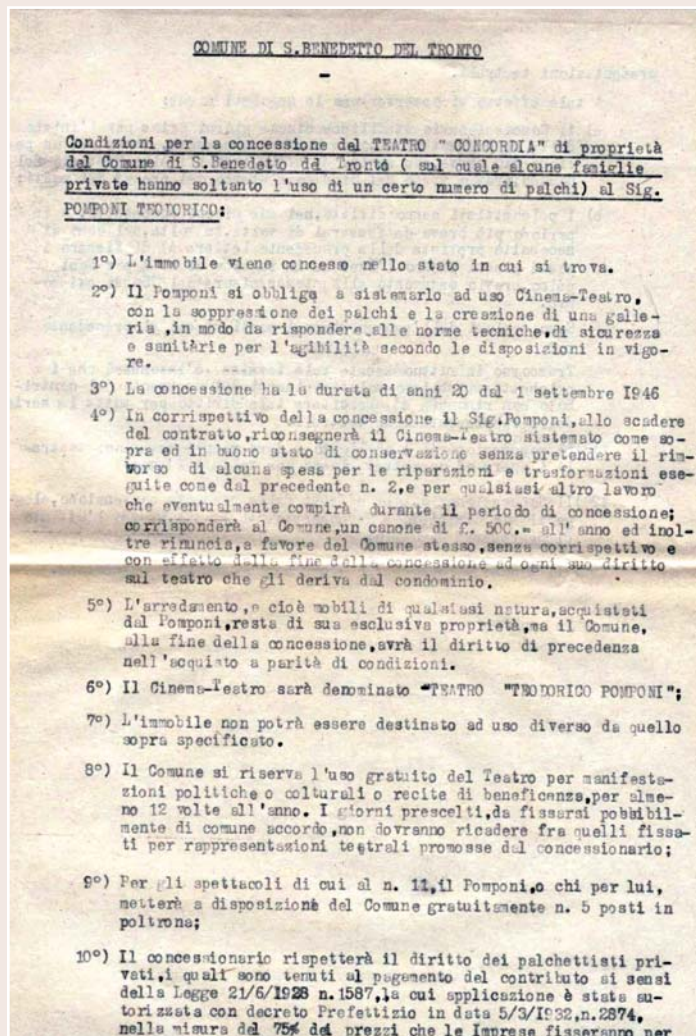 COMUNE DI S.BENEDETTO DEL TRONTO
-
Condizioni per la concessione del TEATRO " CONCORDIA" di proprietà
del Comune di S.Benedetto del Tronto ( sul quale alcune famiglie
private hanno soltanto l'uso di un certo numero di palchi) al Sig.
POMPONI TEODORICO:
1°) L'immobile viene concesso nello stato in cui si trova.
2°) Il Pomponi si obbliga a sistemarlo ad uso Cinema-Teatro,
con la soppressione dei palchi e la creazione di una galle-
ria ,in modo da rispondere,alle norme tecniche,di sicurezza
e sanitàrie per l'agibilità secondo le disposizioni in vigo-
re.
3°) La concessione ha la durata di anni 20 dal 1 settembre I946
4°) In corrispettivo della concessione il Sig.Pomponi,allo scadere
del contratto,riconsegnerà il Cinema-Teatro sistemato come so-
pra ed in buono stato di conservazione senza pretendere il rim-
borso di alcuna spesa per le riparazioni e trasformazioni ese-
guite come dal precedente n. 2,e per qualsiasi altro lavoro
che eventualmente compirà durante il periodo di concessione;
corrisponderà al Comune,un canone di £. 500.= all'anno ed inol-
tre rinuncia,a favore del Comune stesso,senza corrispettivo e
con effetto dalla fine della concessione ad ogni suo diritto
sul teatro che gli deriva dal condominio.
5°) L'arredamento,e cioè mobili di qualsiasi natura,acquistati
dal Pomponi,resta di sua esclusiva proprietà,ma il Comune,
alla fine della concessione,avrà il diritto di precedenza
nell'acquisto a parità di condizioni.
6°) Il Cinema-Teatro sarà denominato "TEATRO "TEODORICO POMPONI";
7°) L'immobile non potrà essere destinato ad uso diverso da quello
sopra specificato.
8°) Il Comune si riserva l'uso gratuito del Teatro per manifesta-
zioni politiche o colturali o recite di beneficenza,per alme-
no 12 volte all'anno. I giorni prescelti,da fissarsi pobbibil-
mente di comune accordo,non dovranno ricadere fra quelli fissa-
ti per rappresentazioni teatrali promosse dal concessionario;
9°) Per gli spettacoli di cui al n. 11,il Pomponi,o chi per lui,
metterà a disposizione del Comune gratuitamente n. 5 posti in
poltrona;
10°) Il concessionario rispetterà il diritto dei palchettisti pri-
vati,i quali sono tenuti al pagamento del contributo ai sensi
della Legge 21/6/1928 n.1587,la cui applicazione è stata au-
torizzata con decreto Prefettizio in data 5/3/1932,n.2874,
nella misura del 75% dei prezzi che le Imprese fisseranno per